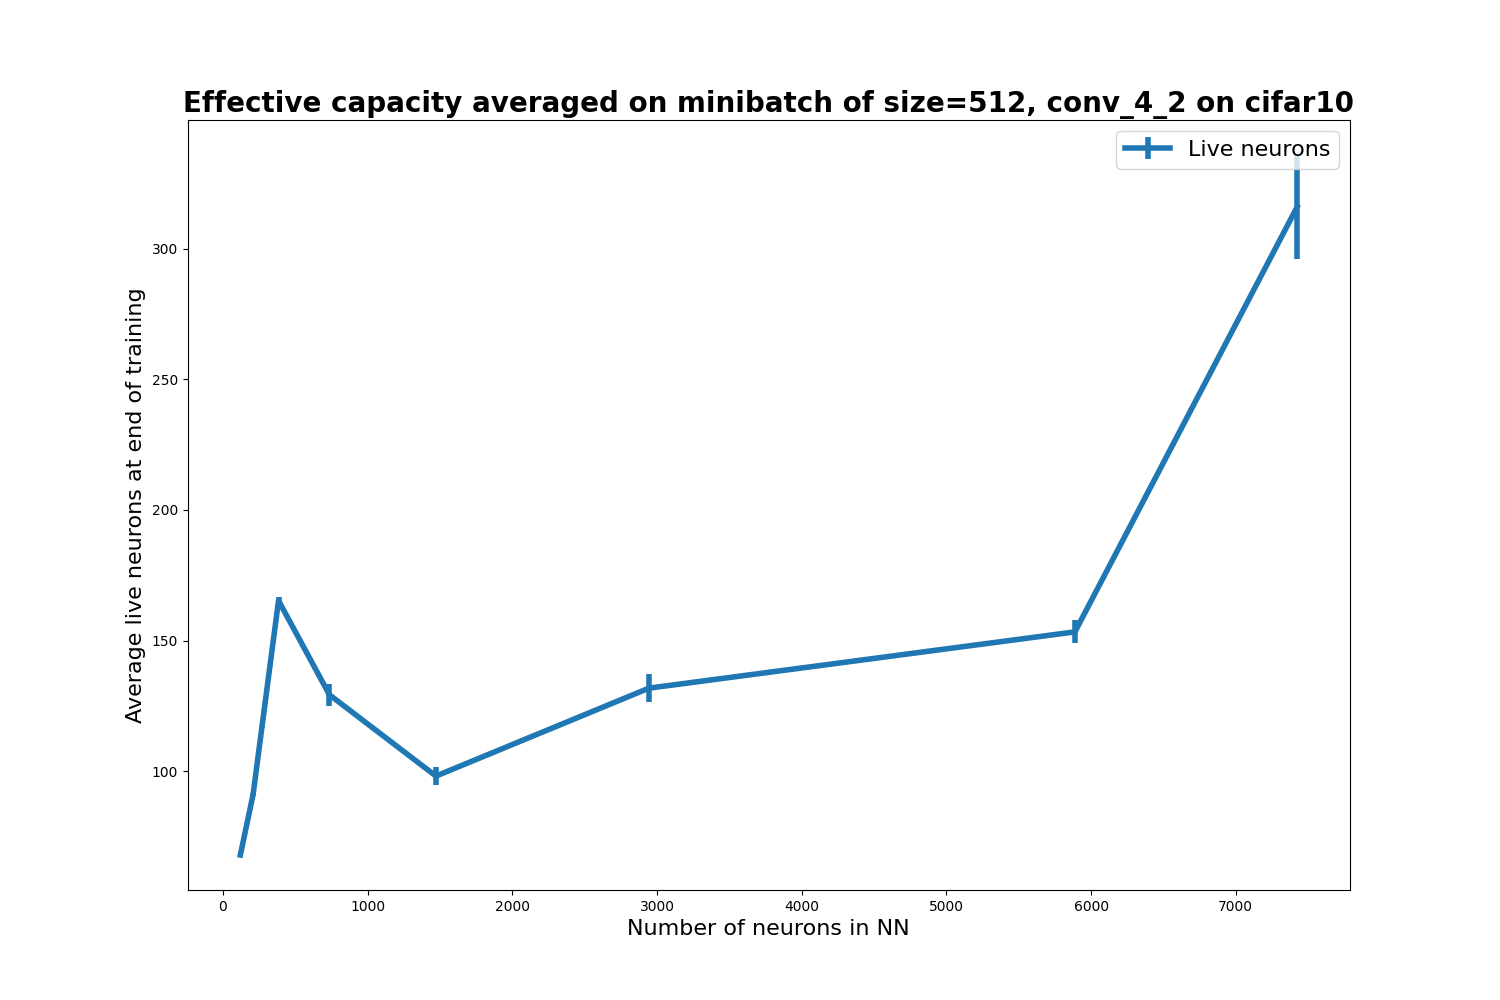 Effective capacity averaged on minibatch of size=512, conv_4_2 on cifar10
Live neurons
300
250
200
150
100
Average live neurons at end of training
0 1000 2000 3000 4000 5000 6000 7000
Number of neurons in NN